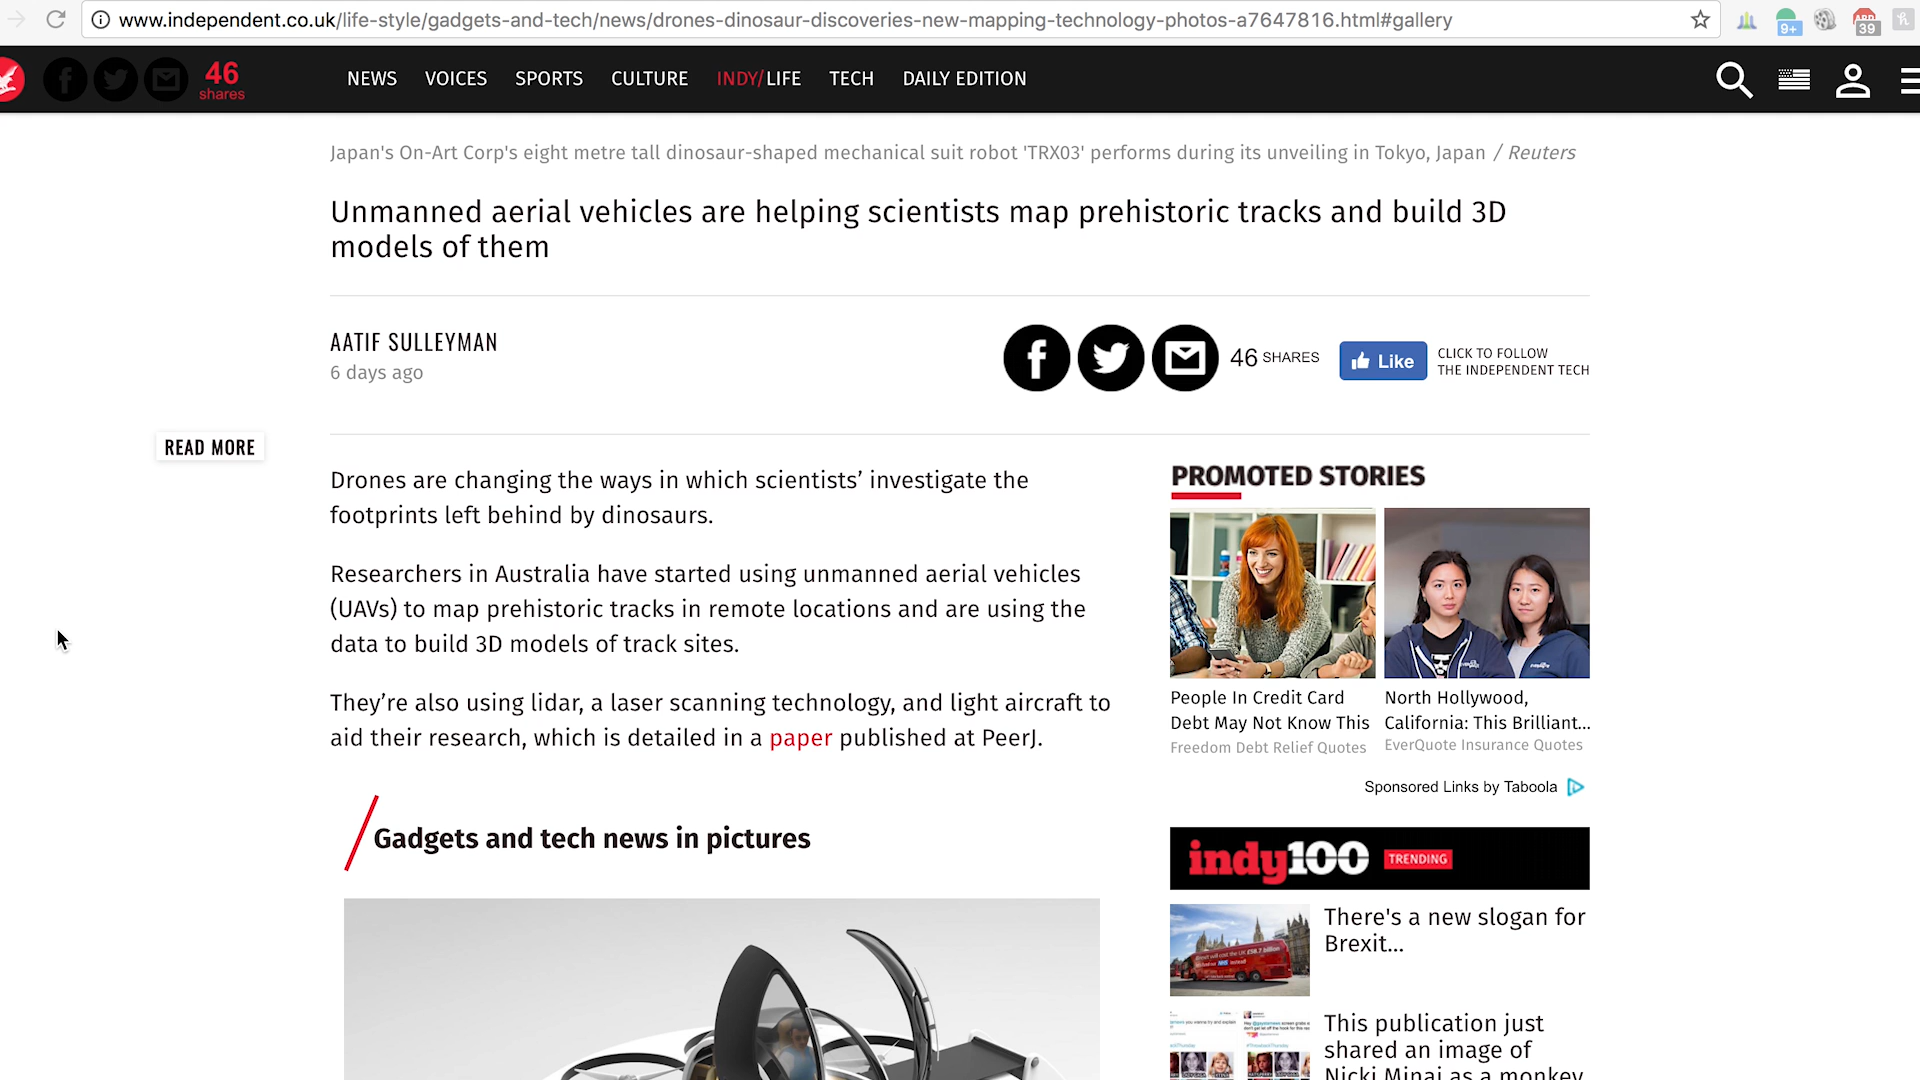 www.independent.co.uk/life-style/gadgets-and-tech/news/drones-dinosaur-discoveries-new-mapping-technology-photos-a7647816.html#gallery
9+
39
46
shares
NEWS VOICES SPORTS CULTURE INDY/LIFE TECH DAILY EDITION
Japan's On-Art Corp's eight metre tall dinosaur-shaped mechanical suit robot 'TRX03' performs during its unveiling in Tokyo, Japan / Reuters
Unmanned aerial vehicles are helping scientists map prehistoric tracks and build 3D
models of them
AATIF SULLEYMAN
6 days ago
46 SHARES
Like
CLICK TO FOLLOW
THE INDEPENDENT TECH
READ MORE
Drones are changing the ways in which scientists’ investigate the
footprints left behind by dinosaurs.
Researchers in Australia have started using unmanned aerial vehicles
(UAVs) to map prehistoric tracks in remote locations and are using the
data to build 3D models of track sites.
They’re also using lidar, a laser scanning technology, and light aircraft to
aid their research, which is detailed in a paper published at PeerJ.
Gadgets and tech news in pictures
PROMOTED STORIES
People In Credit Card
Debt May Not Know This
Freedom Debt Relief Quotes
North Hollywood,
California: This Brilliant...
EverQuote Insurance Quotes
Sponsored Links by Taboola
indy100 TRENDING
There's a new slogan for
Brexit...
This publication just
shared an image of
Nicki Minaj as a monkey